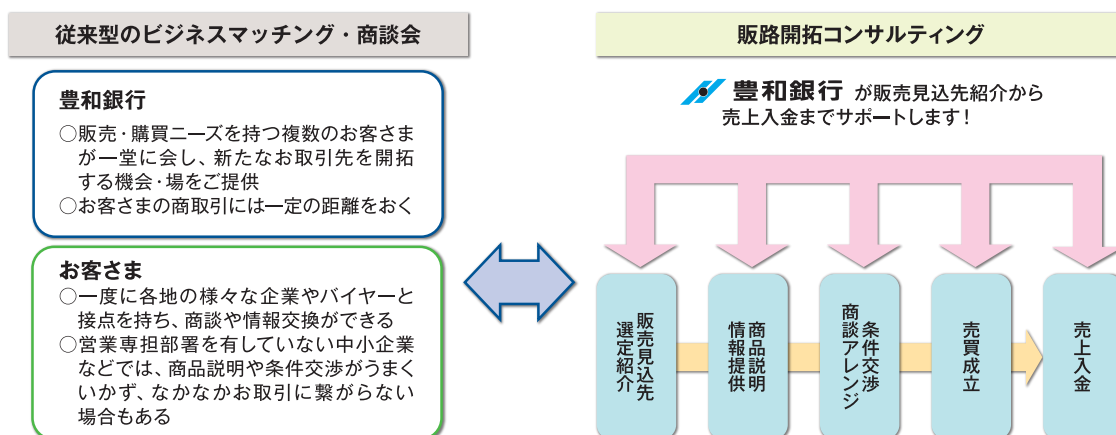 従来型のビジネスマッチング・商談会
豊和銀行
○販売・購買ニーズを持つ複数のお客さま
が一堂に会し、新たなお取引先を開拓
する機会・場をご提供
○お客さまの商取引には一定の距離をおく
お客さま
○一度に各地の様々な企業やバイヤーと
接点を持ち、商談や情報交換ができる
○営業専担部署を有していない中小企業
などでは、商品説明や条件交渉がうまく
いかず、なかなかお取引に繋がらない
場合もある
販路開拓コンサルティング
豊和銀行 が販売見込先紹介から
売上入金までサポートします!
販売見込先
選定紹介
商品説明
情報提供
条件交渉
商談アレンジ
売買成立
売上入金